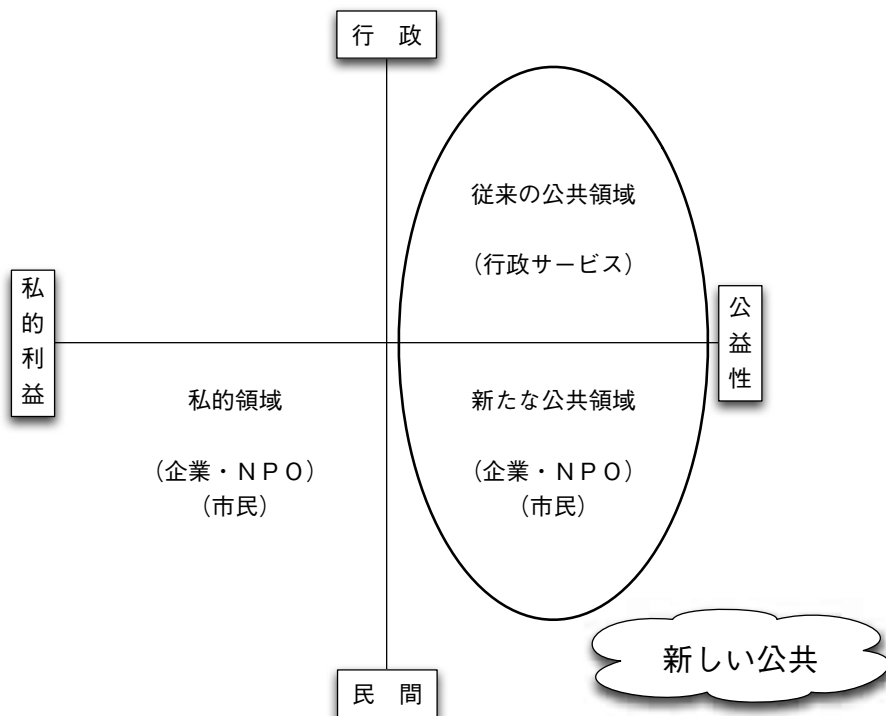 行　政
従来の公共領域
（行政サービス）
私的利益
公益性
私的領域
（企業・ＮＰＯ）
（市民）
新たな公共領域
（企業・ＮＰＯ）
（市民）
新しい公共
民　間